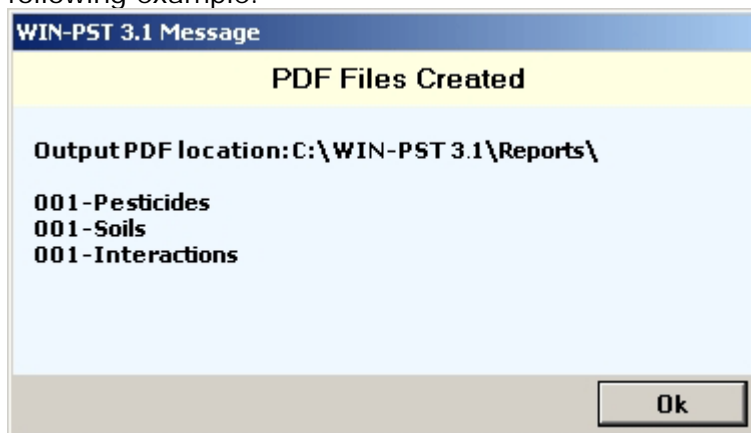 following example:
WIN-PST 3.1 Message
PDF Files Created
Output PDF location:C:\WIN-PST 3.1\Reports\
001-Pesticides
001-Soils
001-Interactions
Ok